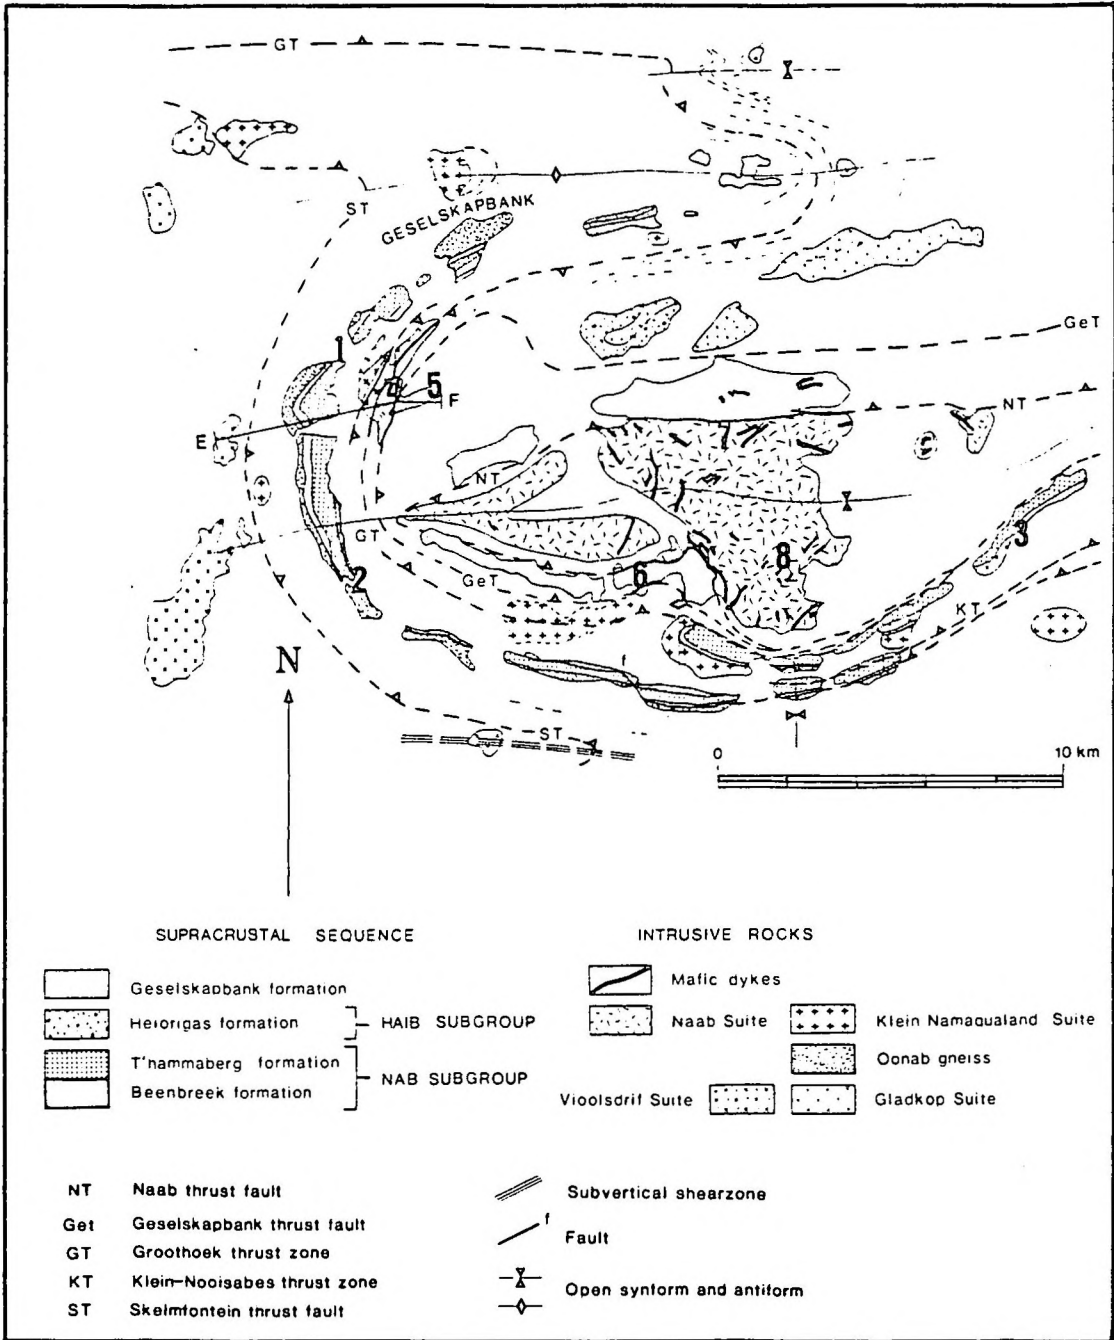 GT
ST
GESELSKAPBANK
GeT
1
5
4
E
F
NT
NT
GT
3
8
6
2
GeT
KT
N
f
ST
0 10 km
SUPRACRUSTAL SEQUENCE
INTRUSIVE ROCKS
Geselskapbank formation
Mafic dykes
Heiorigas formation
HAIB SUBGROUP
Naab Suite
Klein Namaqualand Suite
T'hammaberg formation
Oonab gneiss
Beenbreek formation
NAB SUBGROUP
Vioolsdrif Suite
Gladkop Suite
NT Naab thrust fault
Subvertical shearzone
Get Geselskapbank thrust fault
f
Fault
GT Groothoek thrust zone
KT Klein-Nooisabes thrust zone
Open synform and antiform
ST Skelmfontein thrust fault